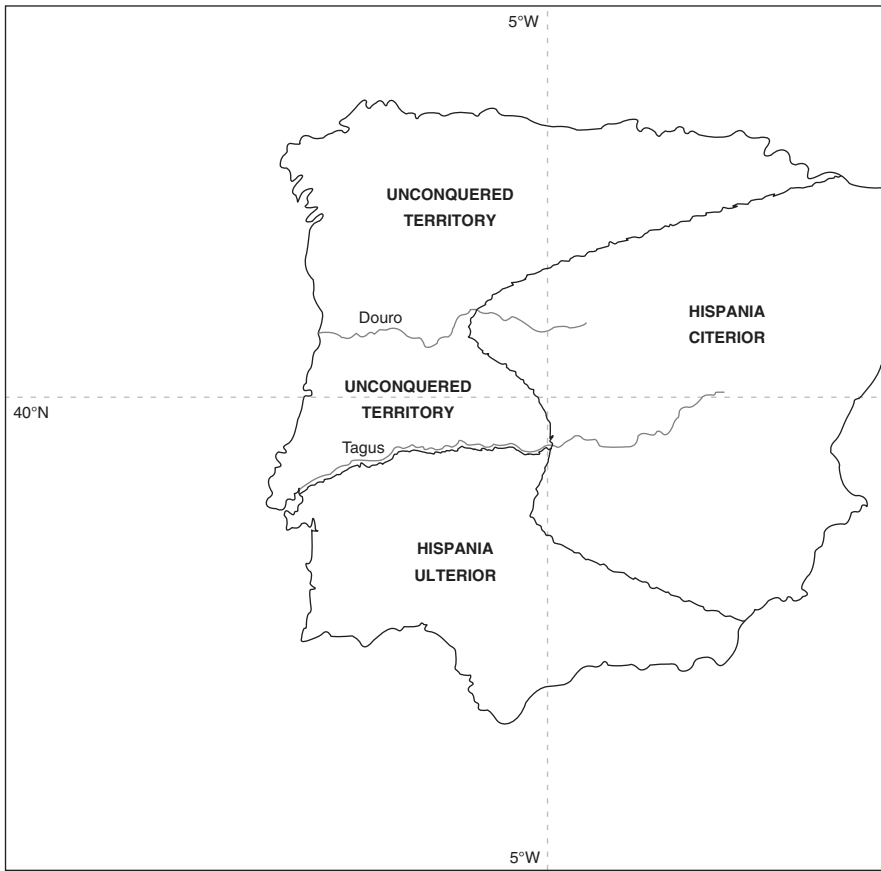 5°W
UNCONQUERED
TERRITORY
Douro
HISPANIA
CITERIOR
UNCONQUERED
TERRITORY
40°N
Tagus
HISPANIA
ULTERIOR
5°W